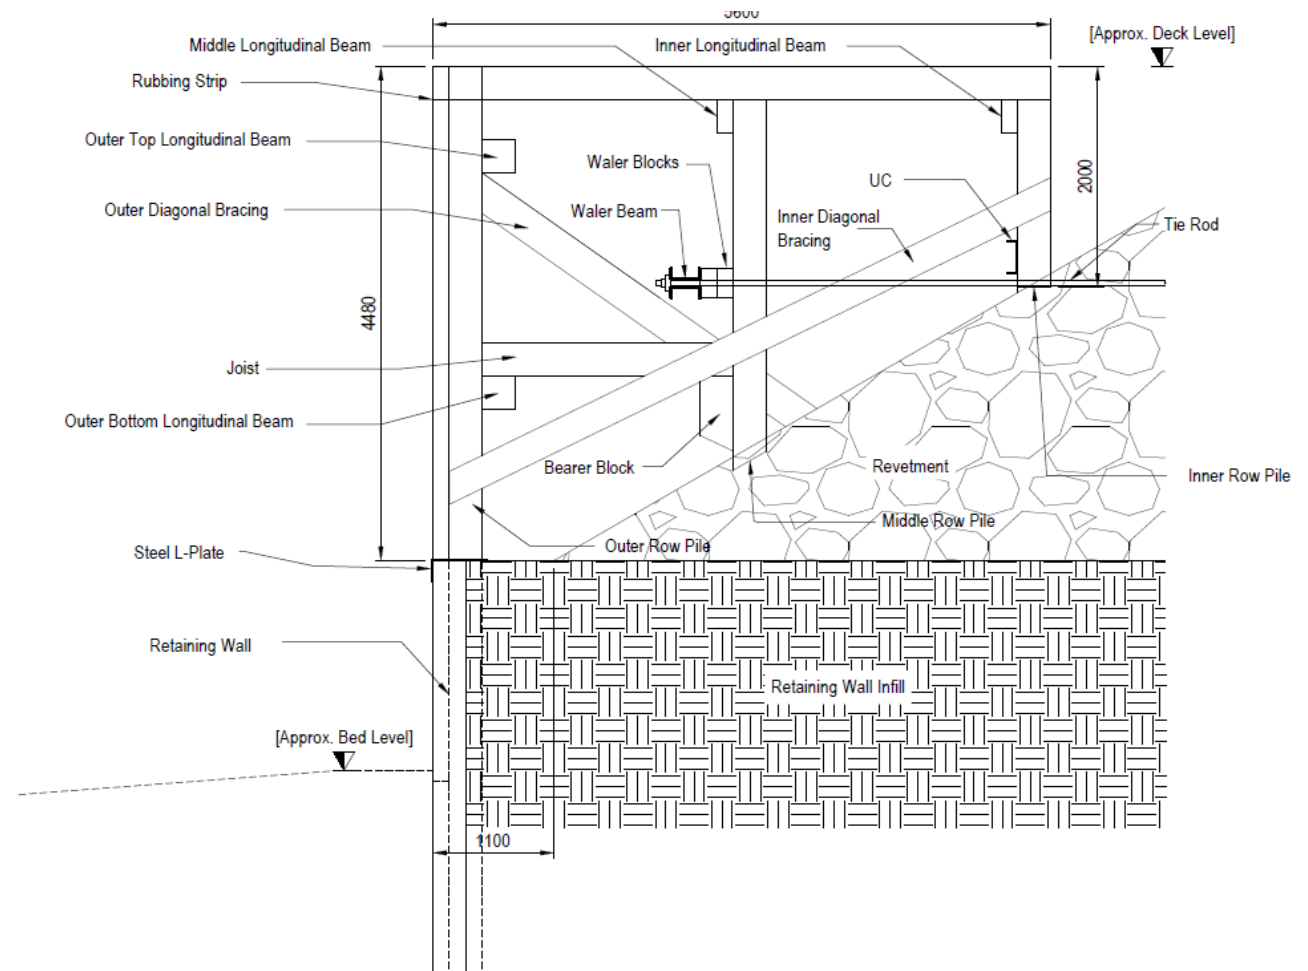 5600
[Approx. Deck Level]
Middle Longitudinal Beam
Inner Longitudinal Beam
Rubbing Strip
Outer Top Longitudinal Beam
Waler Blocks
UC
2000
Outer Diagonal Bracing
Waler Beam
Inner Diagonal
Bracing
Tie Rod
4480
Joist
Outer Bottom Longitudinal Beam
Bearer Block
Revetment
Inner Row Pile
Middle Row Pile
Steel L-Plate
Outer Row Pile
Retaining Wall
Retaining Wall Infill
[Approx. Bed Level]
1100